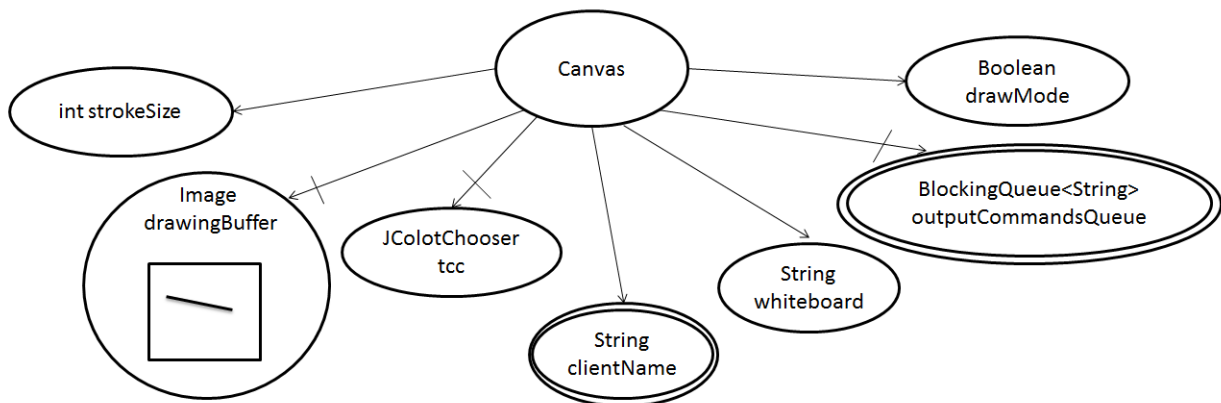 Canvas
Boolean
drawMode
int strokeSize
Image
drawingBuffer
JColotChooser
tcc
String
clientName
String
whiteboard
BlockingQueue<String>
outputCommandsQueue